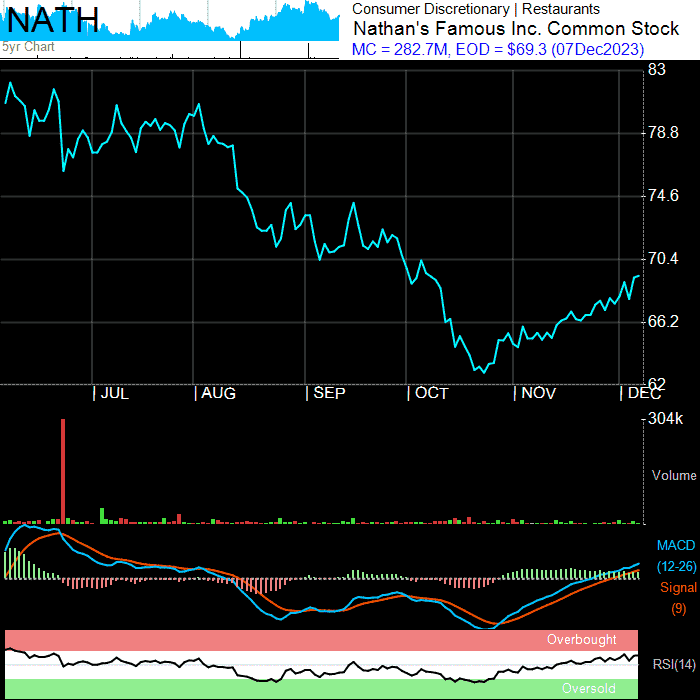 NATH
5yr Chart
Consumer Discretionary | Restaurants
Nathan's Famous Inc. Common Stock
MC = 282.7M, EOD = $69.3 (07Dec2023)
83
78.8
74.6
70.4
66.2
62
JUL
AUG
SEP
OCT
NOV
DEC
304k
Volume
MACD
(12-26)
Signal
(9)
Overbought
RSI(14)
Oversold